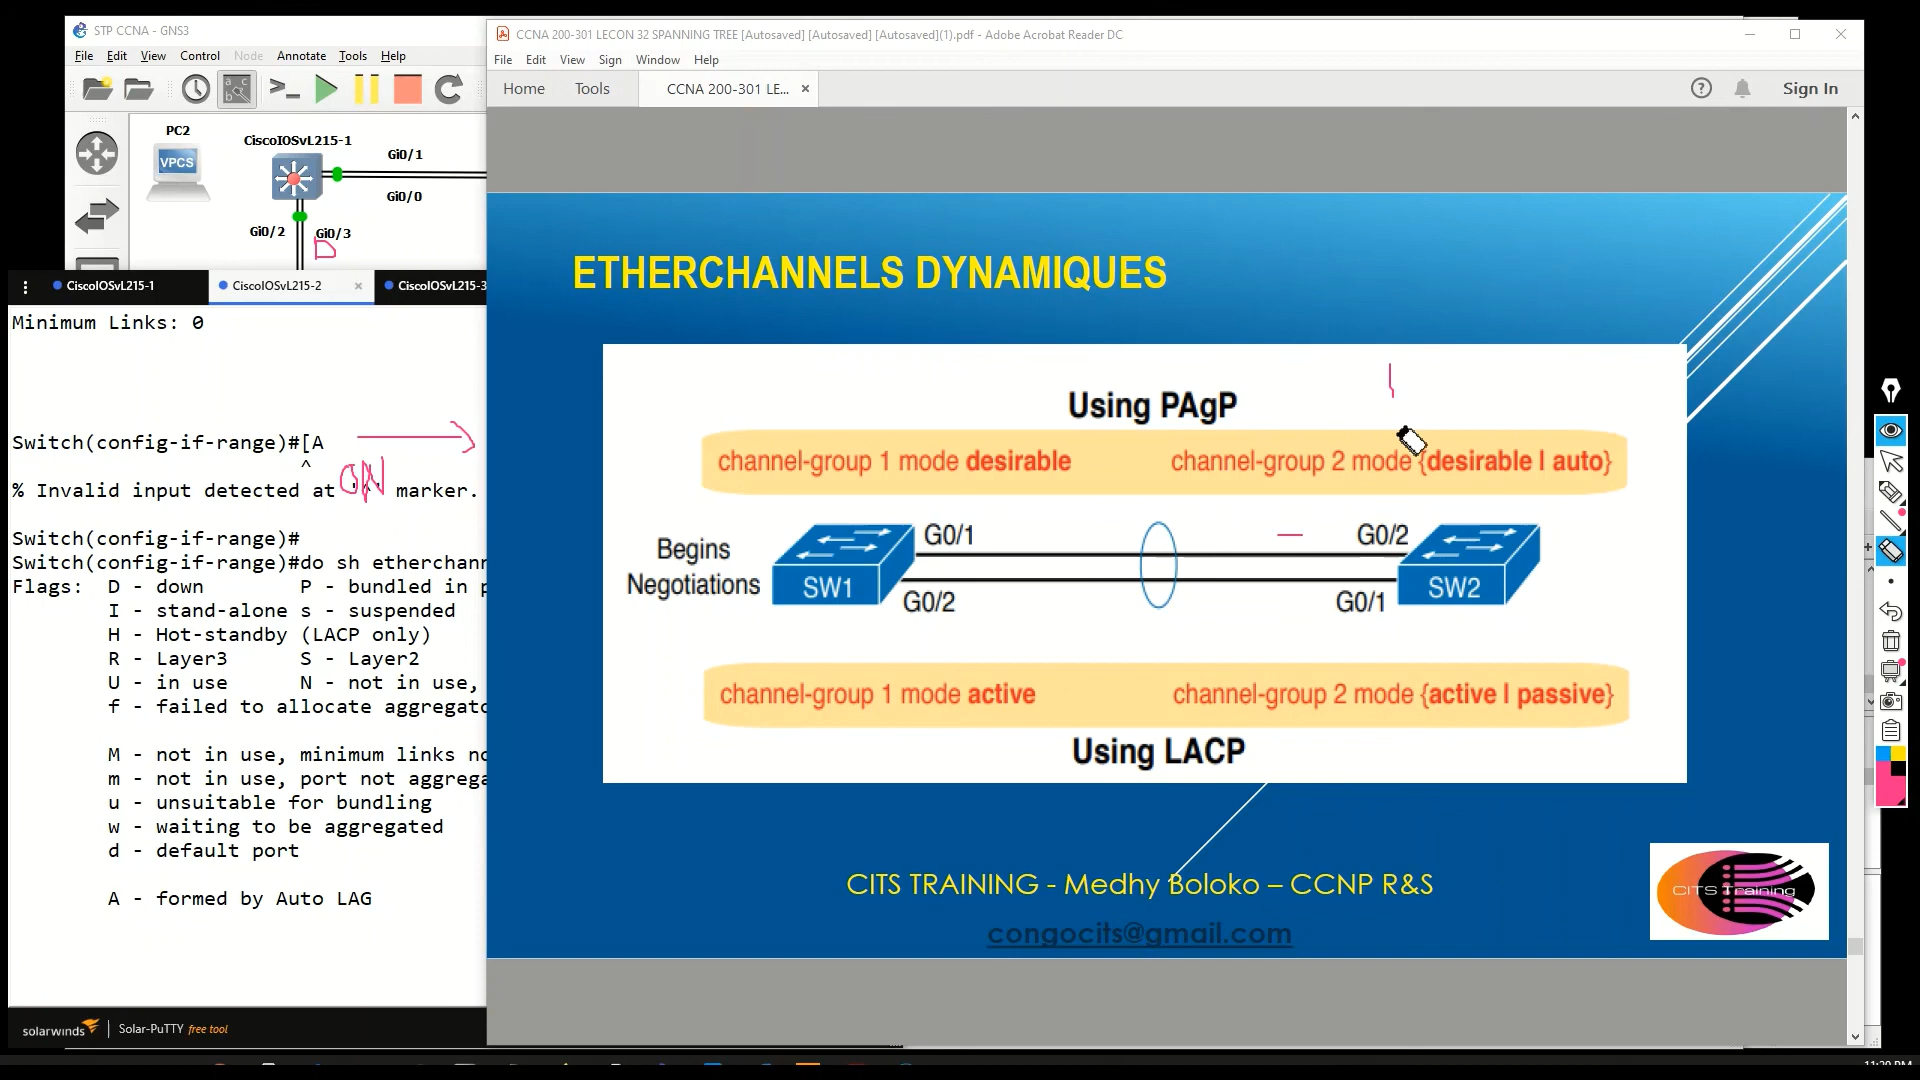 STP CCNA - GNS3
File Edit View Control Node Annotate Tools Help
PC2
VPCS
CiscoIOSvL215-1
Gi0/1
Gi0/0
Gi0/2
Gi0/3
D
CiscoIOSvL215-1
CiscoIOSvL215-2
CiscoIOSvL215-3
Minimum Links: 0
Switch(config-if-range)#[A
^
ON
% Invalid input detected at '^' marker.
Switch(config-if-range)#
Switch(config-if-range)#do sh etherchann
Flags: D - down P - bundled in p
I - stand-alone s - suspended
H - Hot-standby (LACP only)
R - Layer3 S - Layer2
U - in use N - not in use,
f - failed to allocate aggregato
M - not in use, minimum links no
m - not in use, port not aggrega
u - unsuitable for bundling
w - waiting to be aggregated
d - default port
A - formed by Auto LAG
solarwinds Solar-PuTTY free tool
CCNA 200-301 LECON 32 SPANNING TREE [Autosaved] [Autosaved] [Autosaved](1).pdf - Adobe Acrobat Reader DC
File Edit View Sign Window Help
Home Tools CCNA 200-301 LE... Sign In
ETHERCHANNELS DYNAMIQUES
Using PAgP
channel-group 1 mode desirable channel-group 2 mode {desirable | auto}
Begins
Negotiations
SW1
G0/1
G0/2
G0/2
G0/1
SW2
channel-group 1 mode active channel-group 2 mode {active | passive}
Using LACP
CITS TRAINING - Medhy Boloko – CCNP R&S
congocits@gmail.com
CITS Training